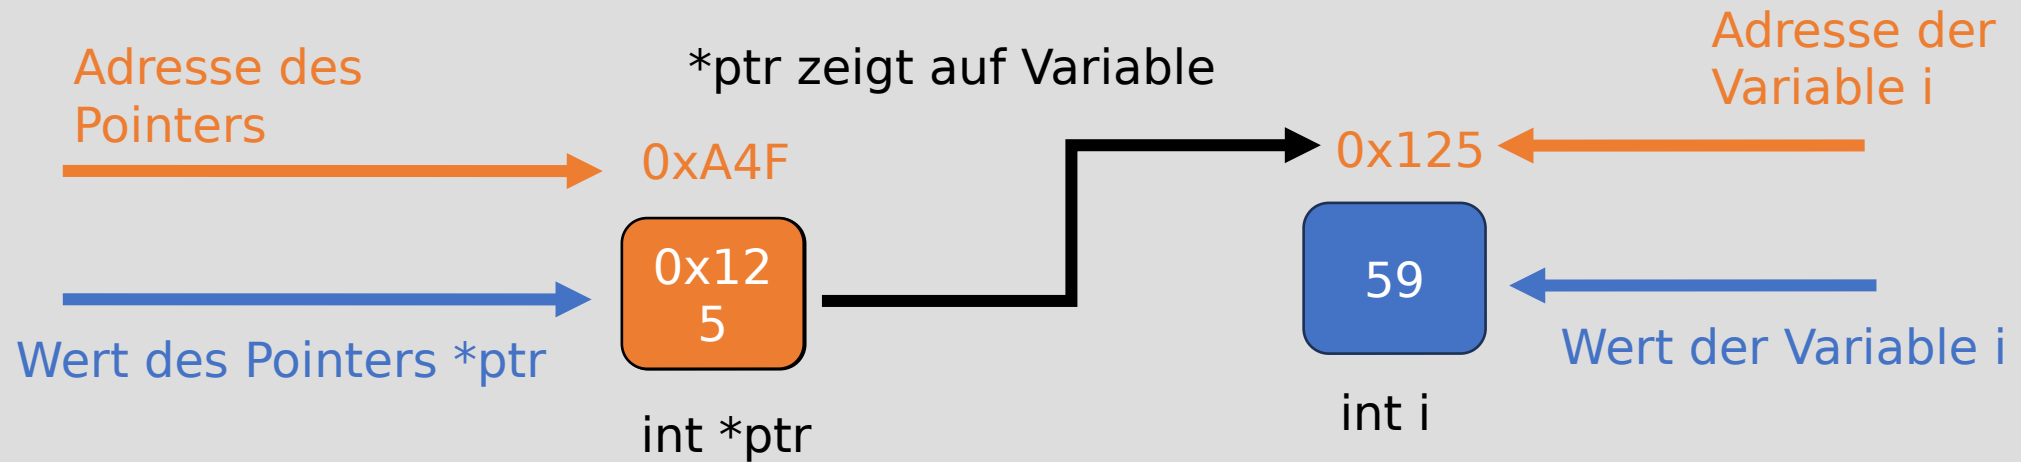 Adresse des
Pointers
*ptr zeigt auf Variable
Adresse der
Variable i
0xA4F
0x125
0x12
5
59
Wert des Pointers *ptr
Wert der Variable i
int *ptr
int i